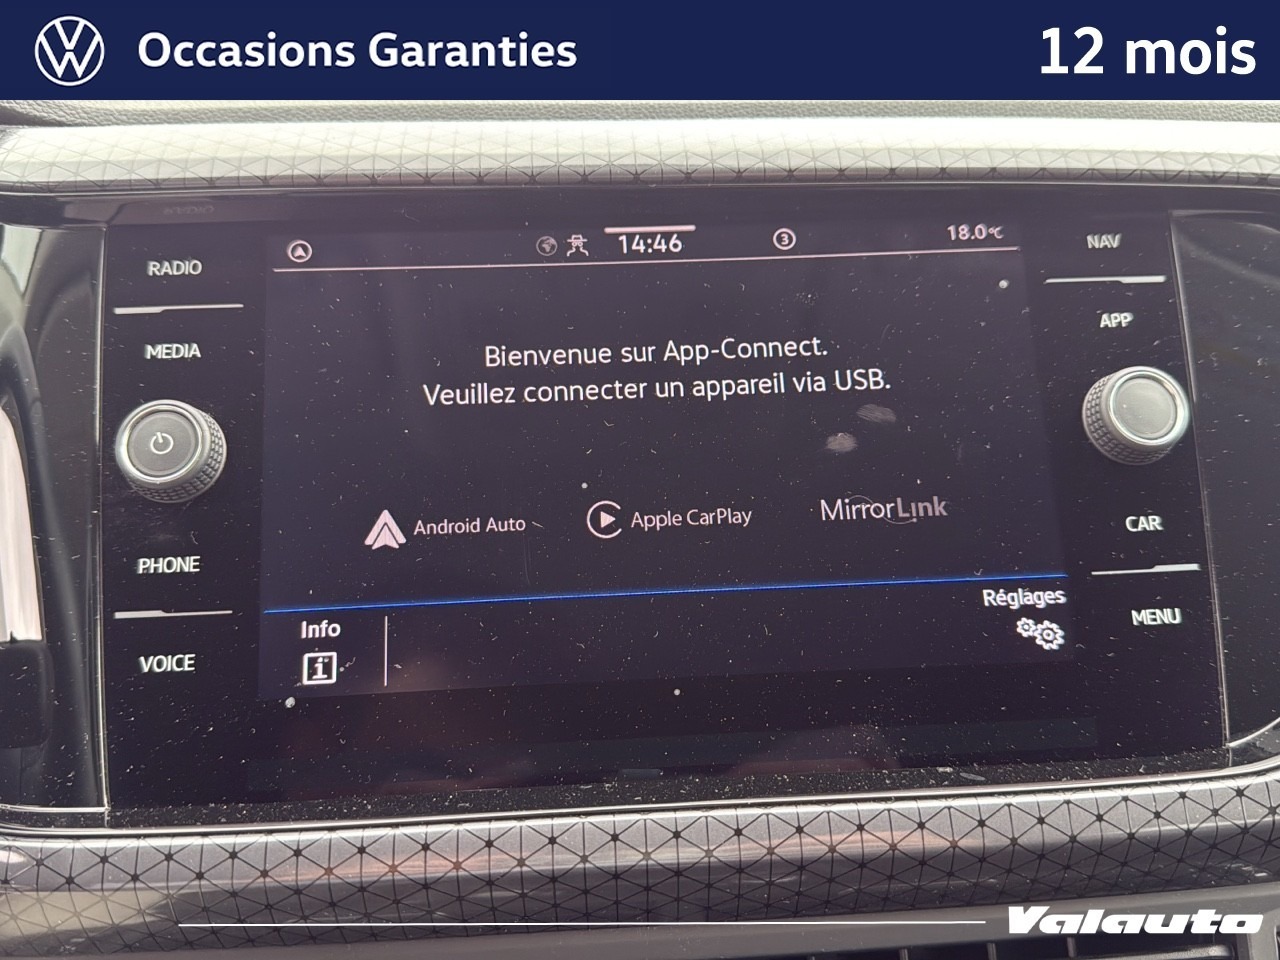 Occasions Garanties
12 mois
RADIO
MEDIA
PHONE
VOICE
14:46
3
18.0°C
Bienvenue sur App-Connect.
Veuillez connecter un appareil via USB.
Android Auto
Apple CarPlay
MirrorLink
Info
Réglages
NAV
APP
CAR
MENU
Valauto